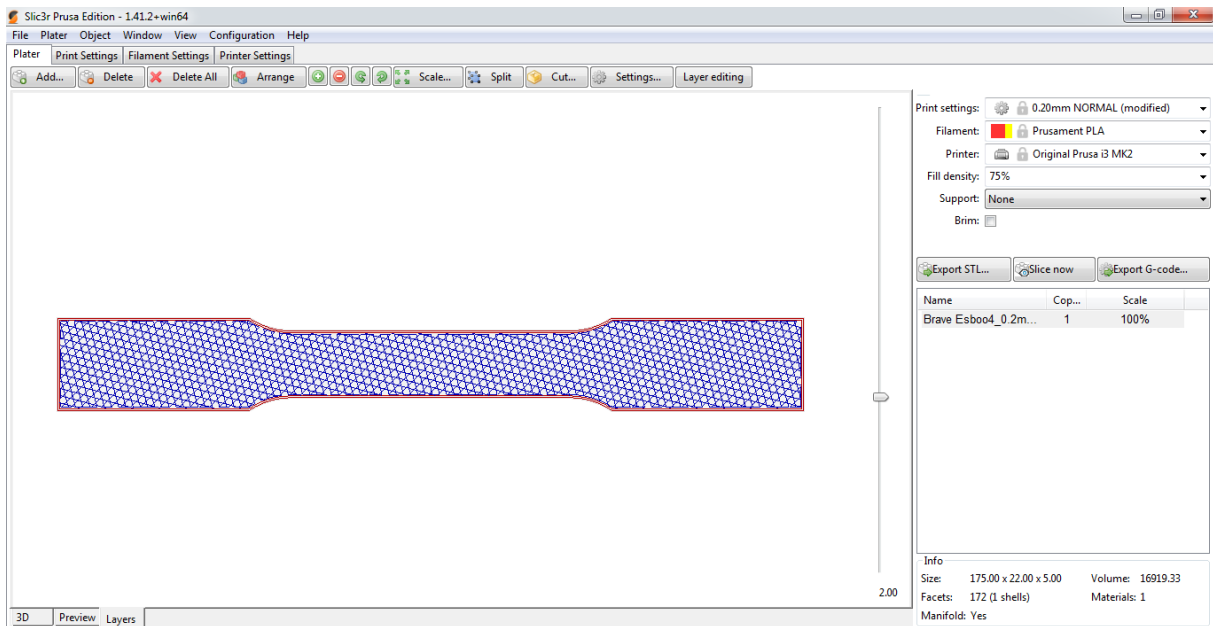 Slic3r Prusa Edition - 1.41.2+win64
File Plater Object Window View Configuration Help
Plater Print Settings Filament Settings Printer Settings
Add... Delete Delete All Arrange Scale... Split Cut... Settings... Layer editing
Print settings: 0.20mm NORMAL (modified)
Filament: Prusament PLA
Printer: Original Prusa i3 MK2
Fill density: 75%
Support: None
Brim:
Export STL... Slice now Export G-code...
Name Cop... Scale
Brave Esboo4_0.2m... 1 100%
2.00
Info
Size: 175.00 x 22.00 x 5.00 Volume: 16919.33
Facets: 172 (1 shells) Materials: 1
Manifold: Yes
3D Preview Layers